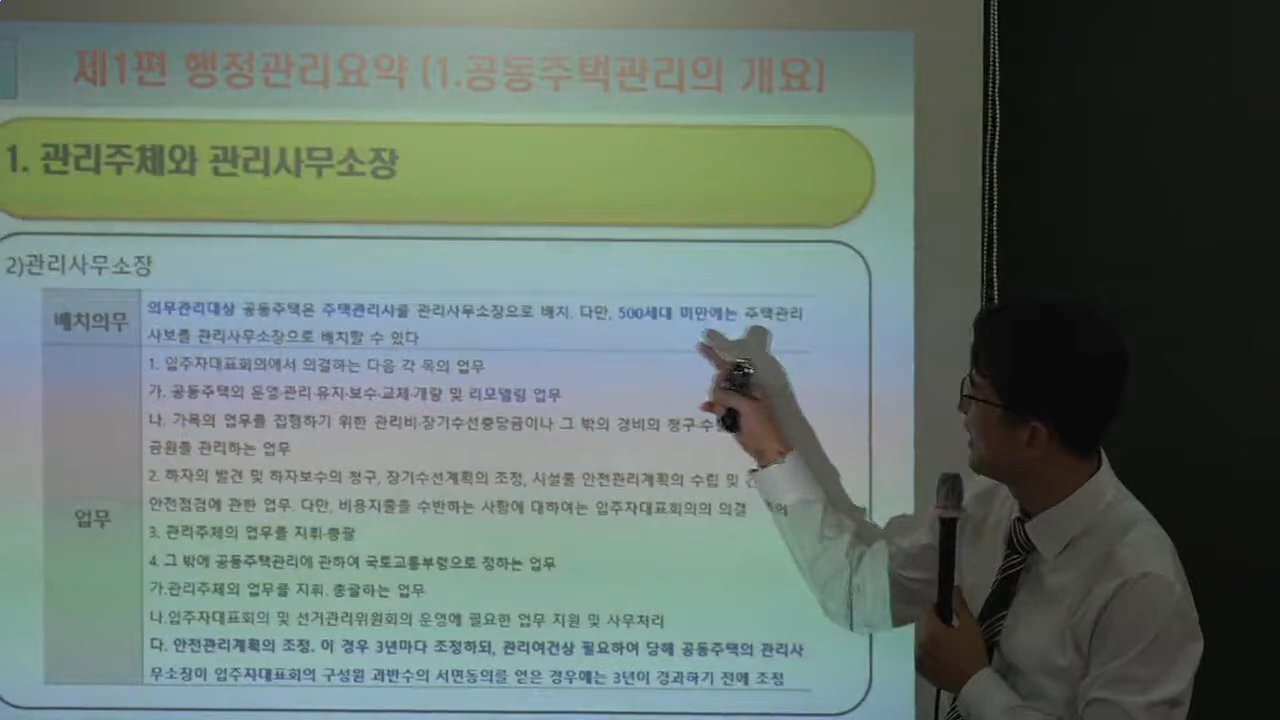 제1편 행정관리요약 (1.공동주택관리의 개요)
1. 관리주체와 관리사무소장
2)관리사무소장
배치의무
의무관리대상 공동주택은 주택관리사를 관리사무소장으로 배치. 다만, 500세대 미만에는 주택관리
사보를 관리사무소장으로 배치할 수 있다
업무
1. 입주자대표회의에서 의결하는 다음 각 목의 업무
가. 공동주택의 운영·관리·유지·보수·교체·개량 및 리모델링 업무
나. 가목의 업무를 집행하기 위한 관리비·장기수선충당금이나 그 밖의 경비의 청구·수
금원를 관리하는 업무
2. 하자의 발견 및 하자보수의 청구, 장기수선계획의 조정, 시설물 안전관리계획의 수립 및
안전점검에 관한 업무. 다만, 비용지출을 수반하는 사항에 대하여는 입주자대표회의의 의결
3. 관리주체의 업무를 지휘·총괄
4. 그 밖에 공동주택관리에 관하여 국토교통부령으로 정하는 업무
가.관리주체의 업무를 지휘. 총괄하는 업무
나.입주자대표회의 및 선거관리위원회의 운영에 필요한 업무 지원 및 사무처리
다. 안전관리계획의 조정. 이 경우 3년마다 조정하되, 관리여건상 필요하여 당해 공동주택의 관리사
무소장이 입주자대표회의 구성원 과반수의 서면동의를 얻은 경우에는 3년이 경과하기 전에 조정